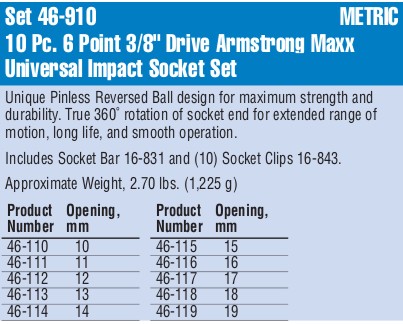 Set 46-910 METRIC
10 Pc. 6 Point 3/8" Drive Armstrong Maxx
Universal Impact Socket Set
Unique Pinless Reversed Ball design for maximum strength and
durability. True 360° rotation of socket end for extended range of
motion, long life, and smooth operation.
Includes Socket Bar 16-831 and (10) Socket Clips 16-843.
Approximate Weight, 2.70 lbs. (1,225 g)
Product Opening, Product Opening,
Number mm Number mm
46-110 10 46-115 15
46-111 11 46-116 16
46-112 12 46-117 17
46-113 13 46-118 18
46-114 14 46-119 19